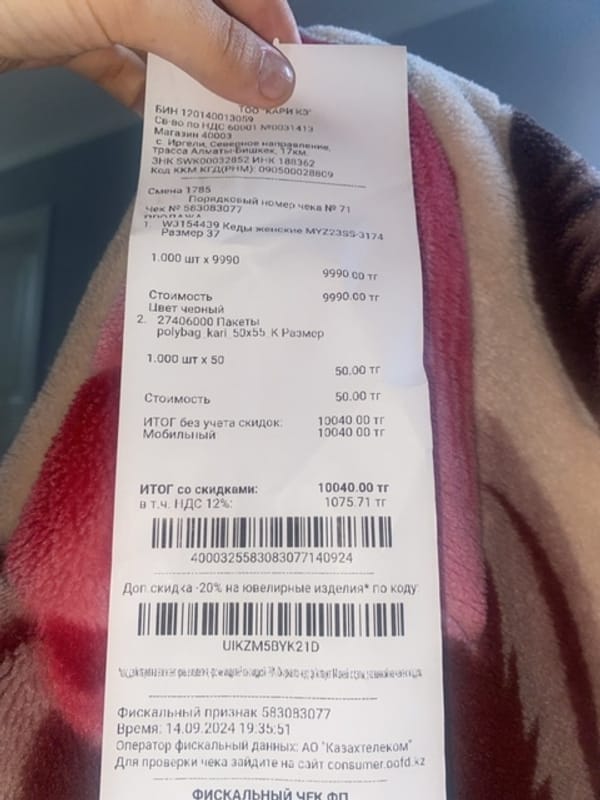 ТОО "КАРИ КЗ"
БИН 120140013059
Св-во по НДС 60001 №0031413
Магазин 40003
с. Иргели, Северное направление,
трасса Алматы-Бишкек, 17км.
ЗНК SWK00032852 ИНК 188362
Код ККМ КГД(РНМ): 090500028809
Смена 1785
Порядковый номер чека № 71
Чек № 583083077
ПРОДАЖА
1. WJ154439 Кеды женские MYZ23SS-3174
Размер 37
1.000 шт x 9990
9990.00 тг
Стоимость 9990.00 тг
Цвет черный
2. 27406000 Пакеты
polybag_kari_50x55_K Размер
1.000 шт x 50
50.00 тг
Стоимость 50.00 тг
ИТОГ без учета скидок: 10040.00 тг
Мобильный 10040.00 тг
ИТОГ со скидками: 10040.00 тг
в т.ч. НДС 12%: 1075.71 тг
4000325583083077140924
Доп.скидка -20% на ювелирные изделия* по коду:
UIKZM5BYK21D
Фискальный признак 583083077
Время: 14.09.2024 19:35:51
Оператор фискальный данных: АО "Казахтелеком"
Для проверки чека зайдите на сайт consumer.oofd.kz
ФИСКАЛЬНЫЙ ЧЕК ФП